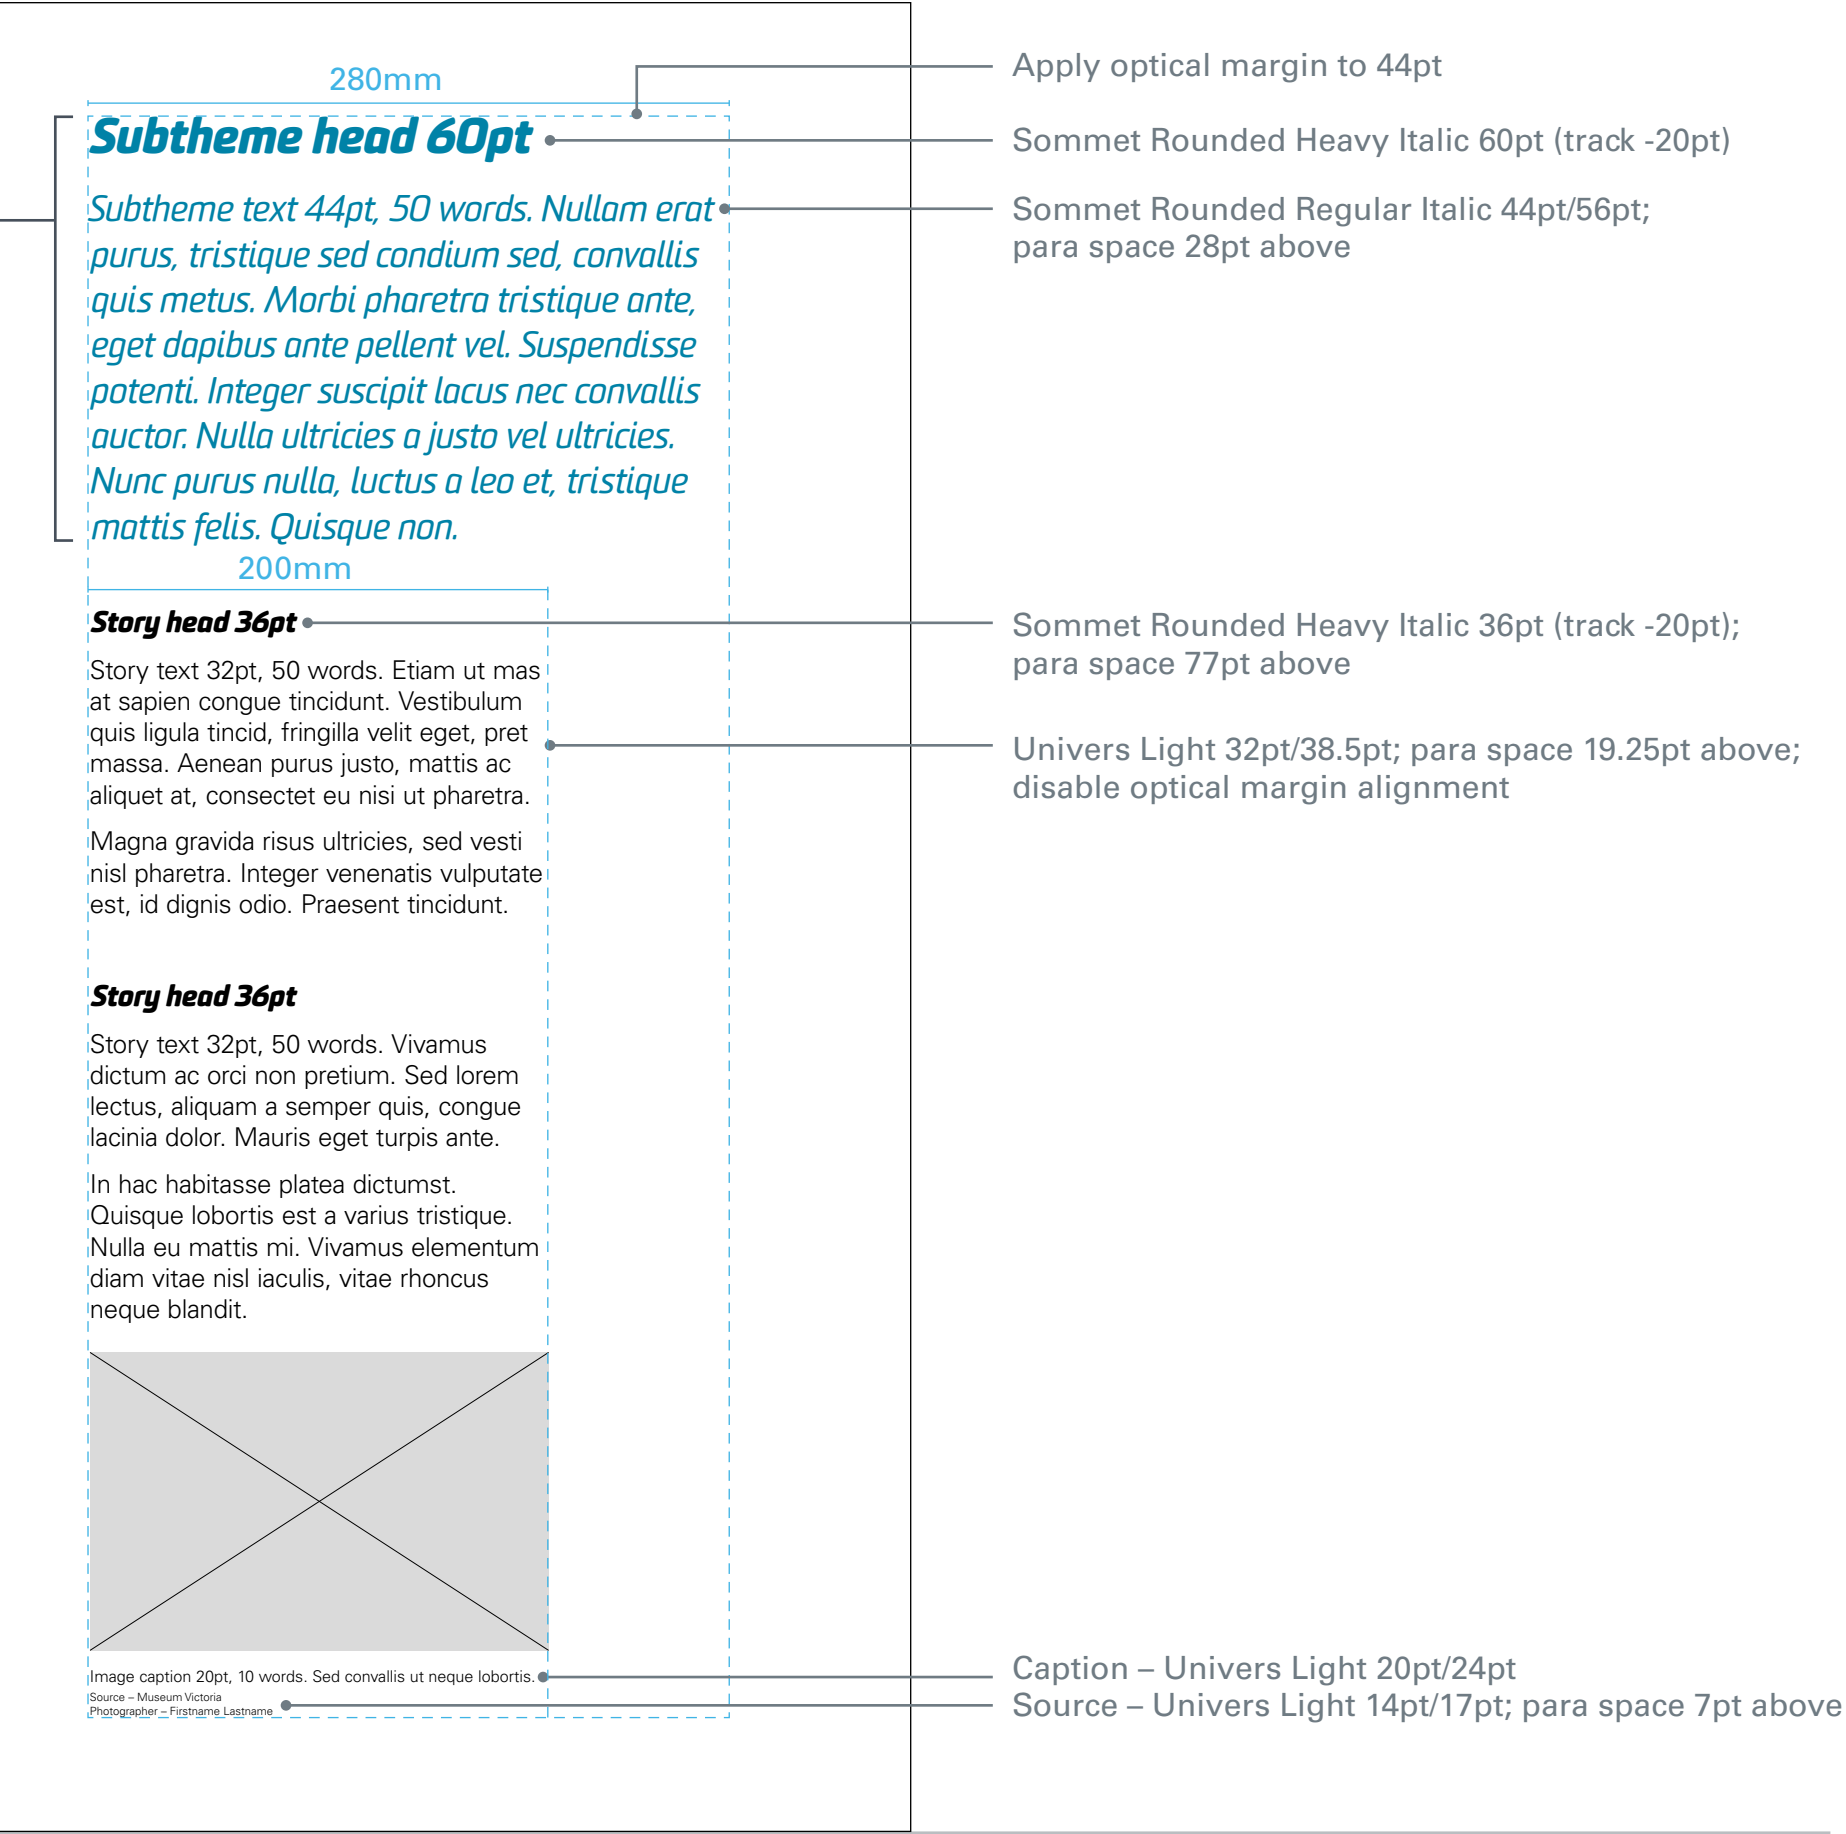 280mm
Subtheme head 60pt
Subtheme text 44pt, 50 words. Nullam erat
purus, tristique sed condium sed, convallis
quis metus. Morbi pharetra tristique ante,
eget dapibus ante pellent vel. Suspendisse
potenti. Integer suscipit lacus nec convallis
auctor. Nulla ultricies a justo vel ultricies.
Nunc purus nulla, luctus a leo et, tristique
mattis felis. Quisque non.
200mm
Story head 36pt
Story text 32pt, 50 words. Etiam ut mas
at sapien congue tincidunt. Vestibulum
quis ligula tincid, fringilla velit eget, pret
massa. Aenean purus justo, mattis ac
aliquet at, consectet eu nisi ut pharetra.
Magna gravida risus ultricies, sed vesti
nisl pharetra. Integer venenatis vulputate
est, id dignis odio. Praesent tincidunt.
Story head 36pt
Story text 32pt, 50 words. Vivamus
dictum ac orci non pretium. Sed lorem
lectus, aliquam a semper quis, congue
lacinia dolor. Mauris eget turpis ante.
In hac habitasse platea dictumst.
Quisque lobortis est a varius tristique.
Nulla eu mattis mi. Vivamus elementum
diam vitae nisl iaculis, vitae rhoncus
neque blandit.
Image caption 20pt, 10 words. Sed convallis ut neque lobortis.
Source – Museum Victoria
Photographer – Firstname Lastname
Apply optical margin to 44pt
Sommet Rounded Heavy Italic 60pt (track -20pt)
Sommet Rounded Regular Italic 44pt/56pt;
para space 28pt above
Sommet Rounded Heavy Italic 36pt (track -20pt);
para space 77pt above
Univers Light 32pt/38.5pt; para space 19.25pt above;
disable optical margin alignment
Caption – Univers Light 20pt/24pt
Source – Univers Light 14pt/17pt; para space 7pt above